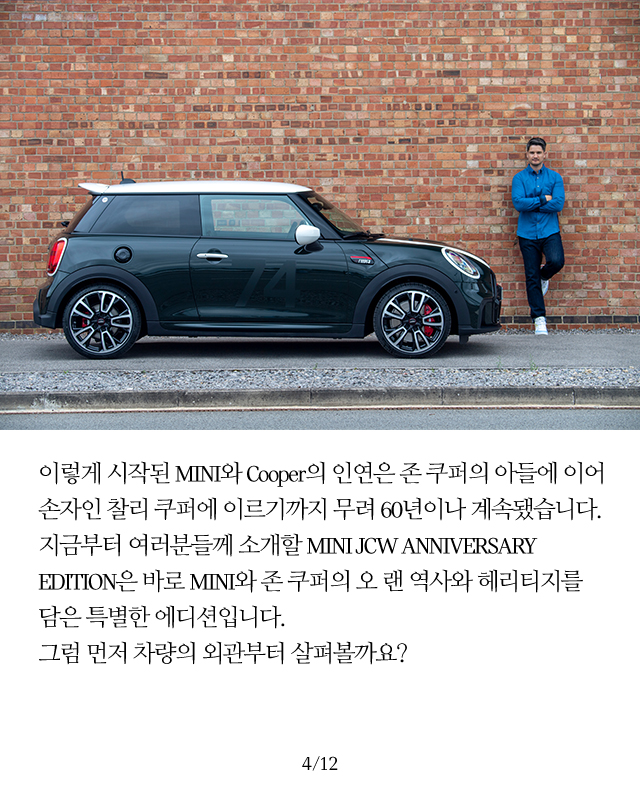 74
이렇게 시작된 MINI와 Cooper의 인연은 존 쿠퍼의 아들에 이어
손자인 찰리 쿠퍼에 이르기까지 무려 60년이나 계속됐습니다.
지금부터 여러분들께 소개할 MINI JCW ANNIVERSARY
EDITION은 바로 MINI와 존 쿠퍼의 오 랜 역사와 헤리티지를
담은 특별한 에디션입니다.
그럼 먼저 차량의 외관부터 살펴볼까요?
4/12